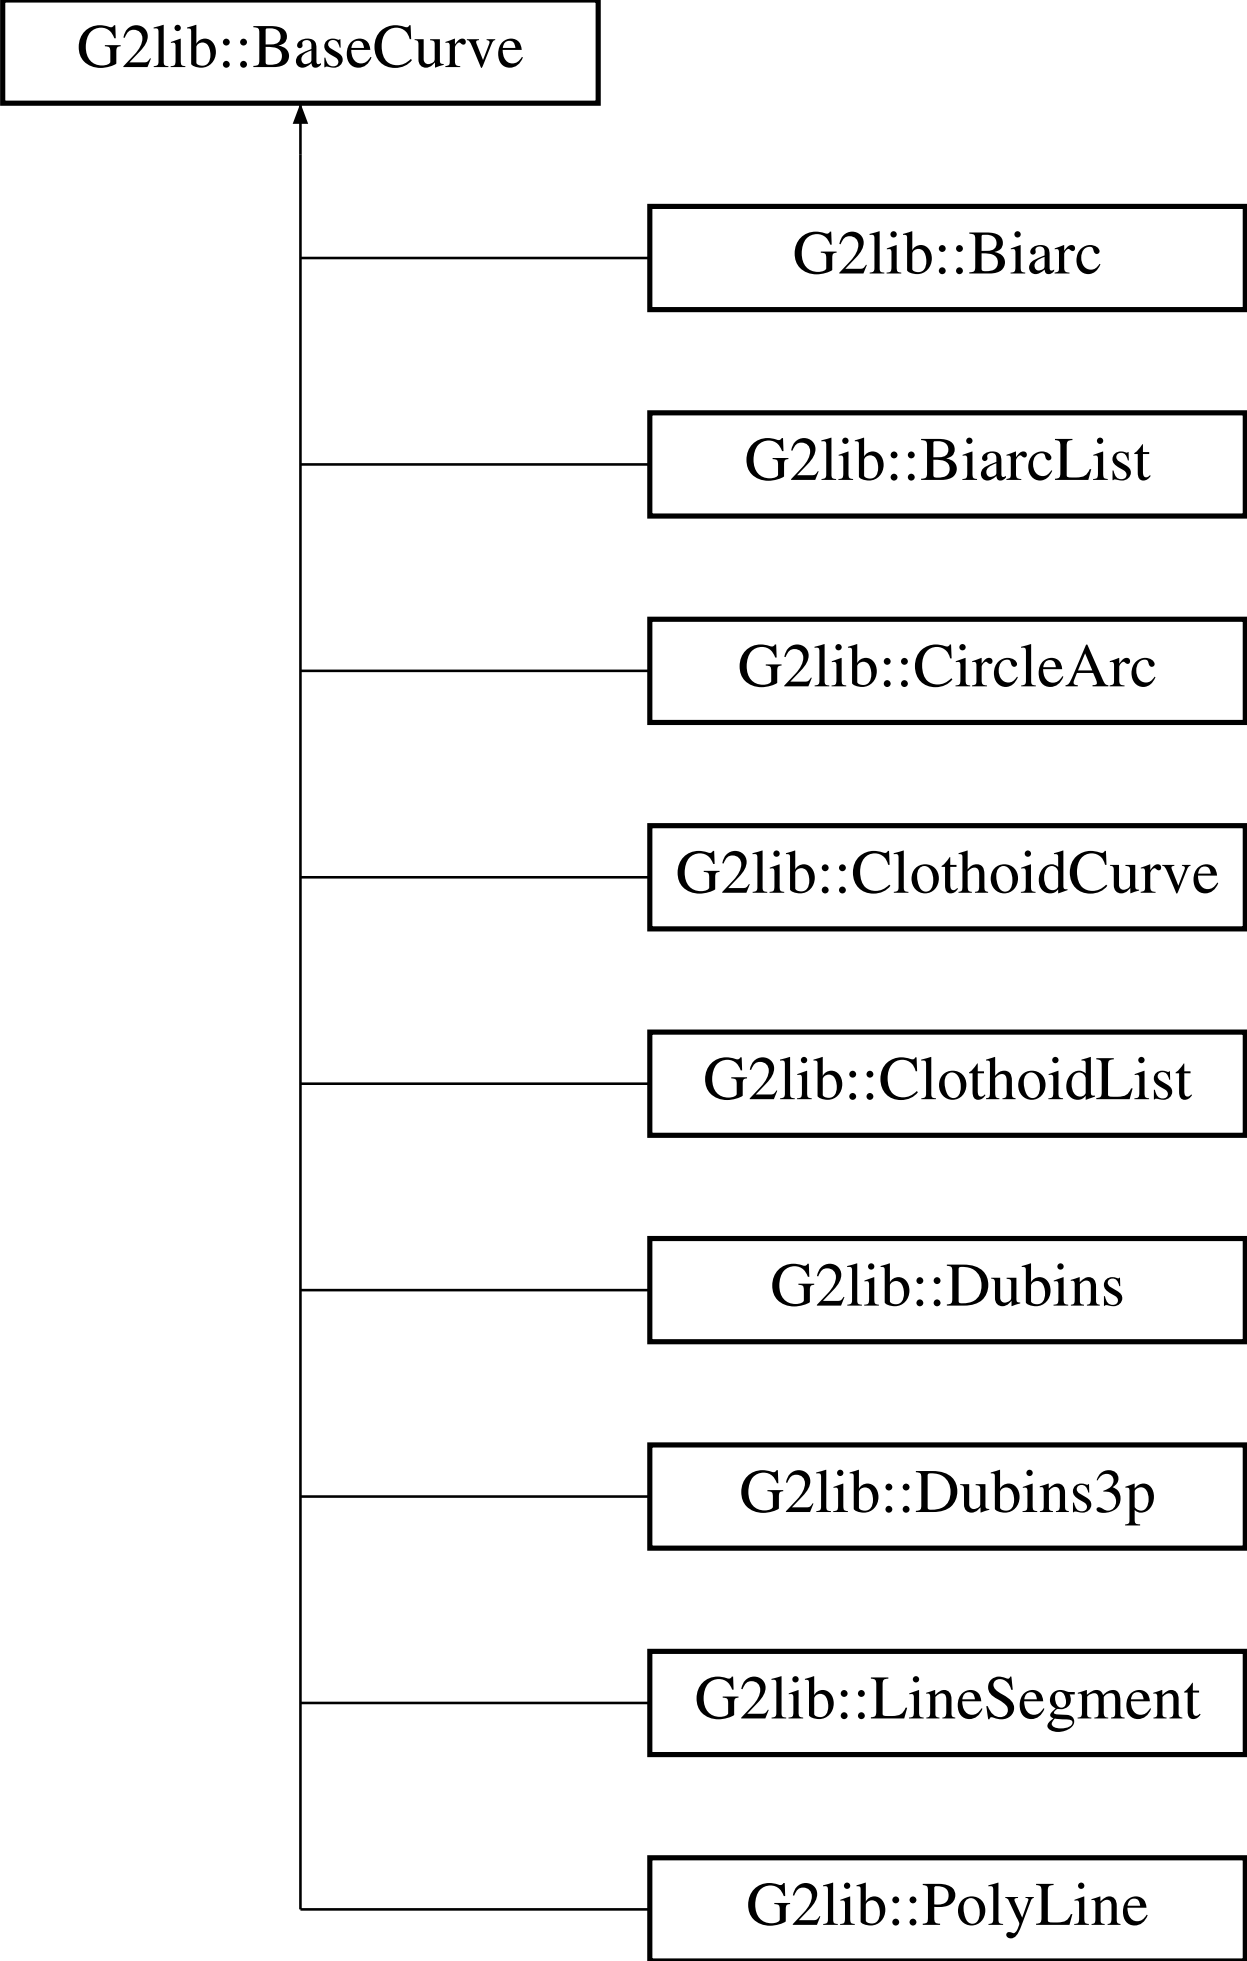 G2lib::BaseCurve
G2lib::Biarc
G2lib::BiarcList
G2lib::CircleArc
G2lib::ClothoidCurve
G2lib::ClothoidList
G2lib::Dubins
G2lib::Dubins3p
G2lib::LineSegment
G2lib::PolyLine